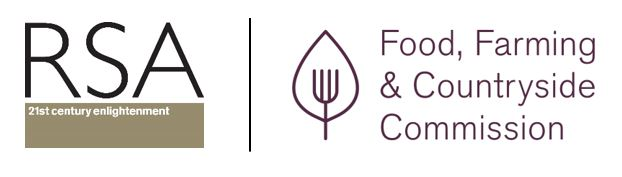 RSA
21st century enlightenment
Food, Farming
& Countryside
Commission